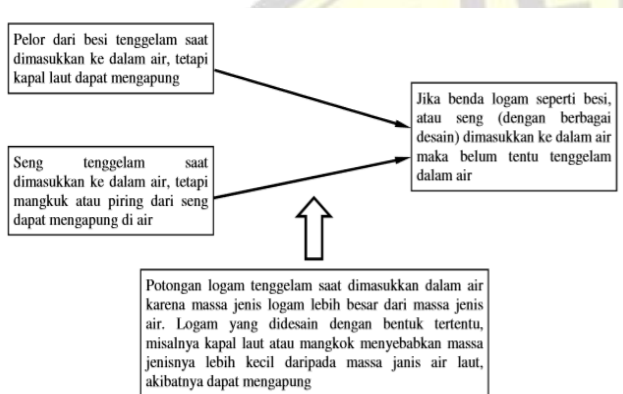 Pelor dari besi tenggelam saat
dimasukkan ke dalam air, tetapi
kapal laut dapat mengapung
Seng tenggelam saat
dimasukkan ke dalam air, tetapi
mangkuk atau piring dari seng
dapat mengapung di air
Jika benda logam seperti besi,
atau seng (dengan berbagai
desain) dimasukkan ke dalam air
maka belum tentu tenggelam
dalam air
Potongan logam tenggelam saat dimasukkan dalam air
karena massa jenis logam lebih besar dari massa jenis
air. Logam yang didesain dengan bentuk tertentu,
misalnya kapal laut atau mangkok menyebabkan massa
jenisnya lebih kecil daripada massa janis air laut,
akibatnya dapat mengapung